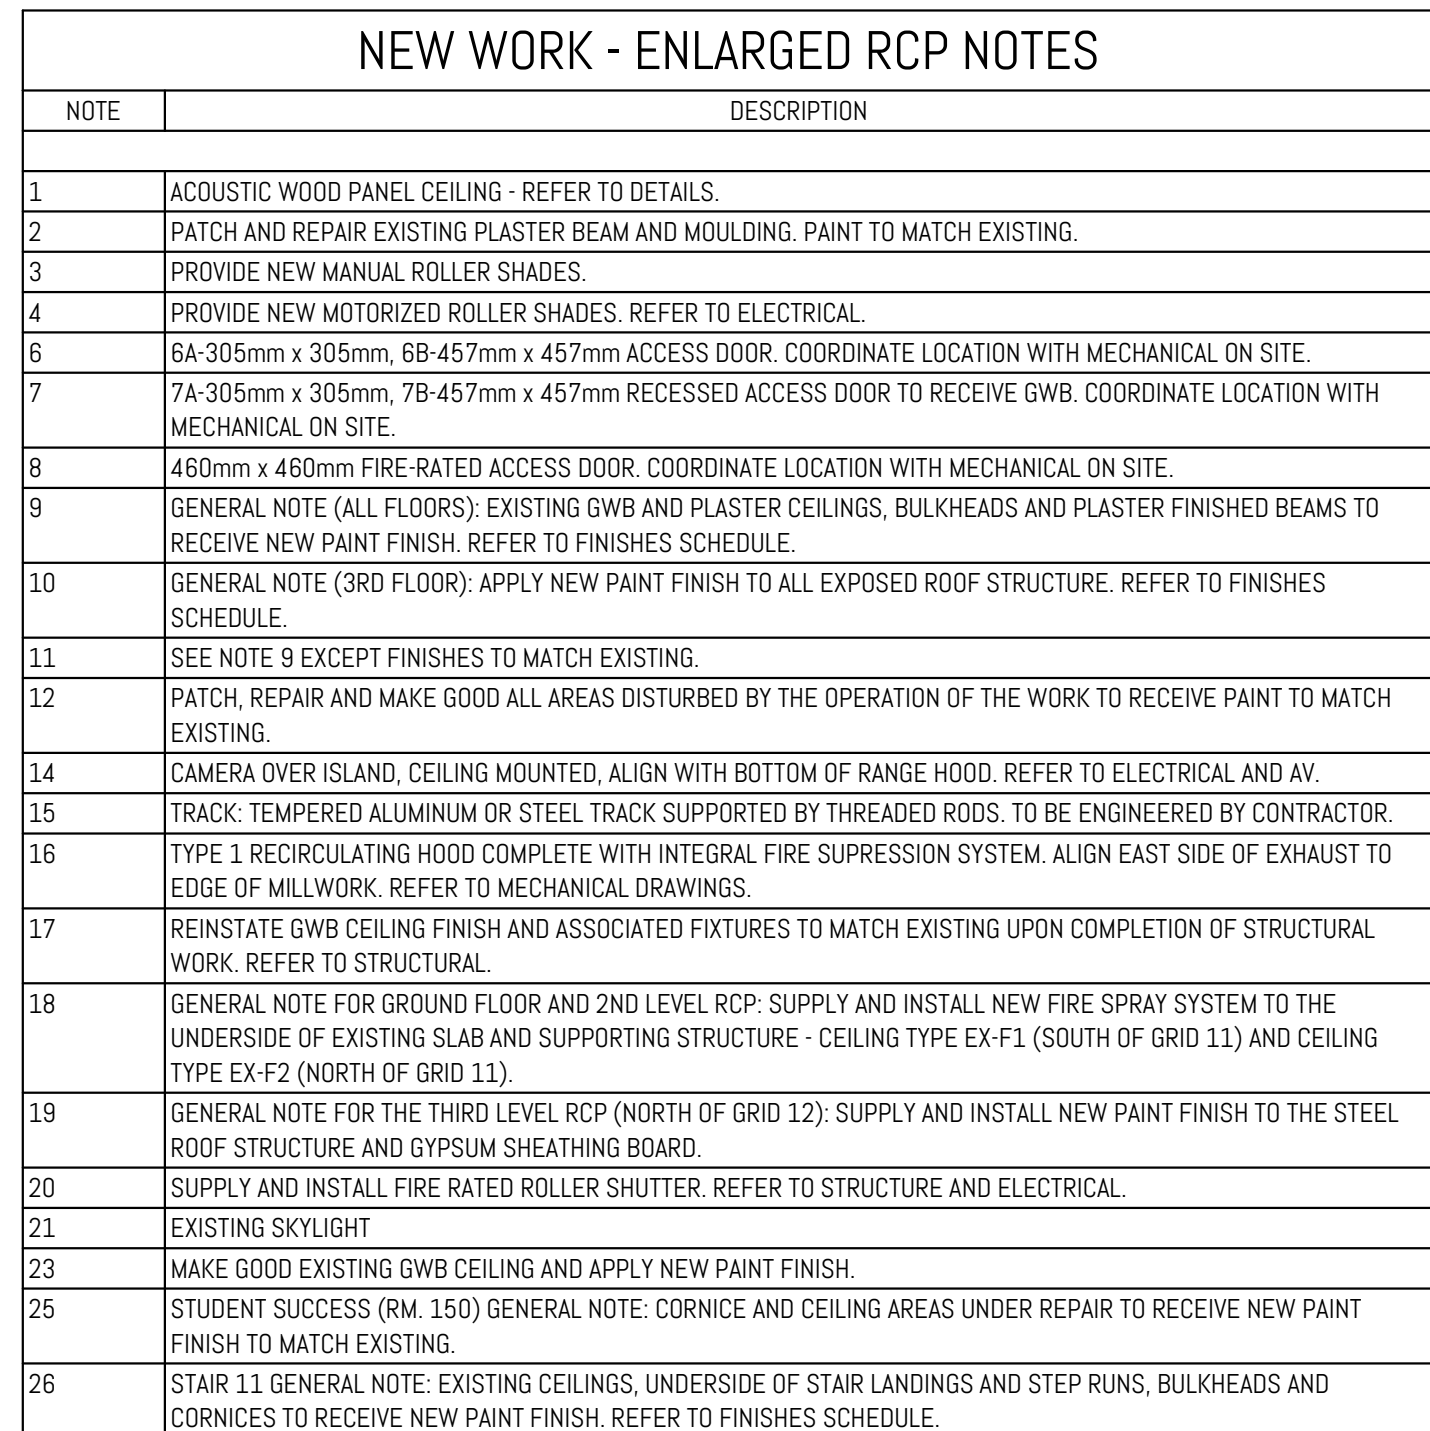 NEW WORK - ENLARGED RCP NOTES
NOTE DESCRIPTION
1 ACOUSTIC WOOD PANEL CEILING - REFER TO DETAILS.
2 PATCH AND REPAIR EXISTING PLASTER BEAM AND MOULDING. PAINT TO MATCH EXISTING.
3 PROVIDE NEW MANUAL ROLLER SHADES.
4 PROVIDE NEW MOTORIZED ROLLER SHADES. REFER TO ELECTRICAL.
6 6A-305mm x 305mm, 6B-457mm x 457mm ACCESS DOOR. COORDINATE LOCATION WITH MECHANICAL ON SITE.
7 7A-305mm x 305mm, 7B-457mm x 457mm RECESSED ACCESS DOOR TO RECEIVE GWB. COORDINATE LOCATION WITH
MECHANICAL ON SITE.
8 460mm x 460mm FIRE-RATED ACCESS DOOR. COORDINATE LOCATION WITH MECHANICAL ON SITE.
9 GENERAL NOTE (ALL FLOORS): EXISTING GWB AND PLASTER CEILINGS, BULKHEADS AND PLASTER FINISHED BEAMS TO
RECEIVE NEW PAINT FINISH. REFER TO FINISHES SCHEDULE.
10 GENERAL NOTE (3RD FLOOR): APPLY NEW PAINT FINISH TO ALL EXPOSED ROOF STRUCTURE. REFER TO FINISHES
SCHEDULE.
11 SEE NOTE 9 EXCEPT FINISHES TO MATCH EXISTING.
12 PATCH, REPAIR AND MAKE GOOD ALL AREAS DISTURBED BY THE OPERATION OF THE WORK TO RECEIVE PAINT TO MATCH
EXISTING.
14 CAMERA OVER ISLAND, CEILING MOUNTED, ALIGN WITH BOTTOM OF RANGE HOOD. REFER TO ELECTRICAL AND AV.
15 TRACK: TEMPERED ALUMINUM OR STEEL TRACK SUPPORTED BY THREADED RODS. TO BE ENGINEERED BY CONTRACTOR.
16 TYPE 1 RECIRCULATING HOOD COMPLETE WITH INTEGRAL FIRE SUPRESSION SYSTEM. ALIGN EAST SIDE OF EXHAUST TO
EDGE OF MILLWORK. REFER TO MECHANICAL DRAWINGS.
17 REINSTATE GWB CEILING FINISH AND ASSOCIATED FIXTURES TO MATCH EXISTING UPON COMPLETION OF STRUCTURAL
WORK. REFER TO STRUCTURAL.
18 GENERAL NOTE FOR GROUND FLOOR AND 2ND LEVEL RCP: SUPPLY AND INSTALL NEW FIRE SPRAY SYSTEM TO THE
UNDERSIDE OF EXISTING SLAB AND SUPPORTING STRUCTURE - CEILING TYPE EX-F1 (SOUTH OF GRID 11) AND CEILING
TYPE EX-F2 (NORTH OF GRID 11).
19 GENERAL NOTE FOR THE THIRD LEVEL RCP (NORTH OF GRID 12): SUPPLY AND INSTALL NEW PAINT FINISH TO THE STEEL
ROOF STRUCTURE AND GYPSUM SHEATHING BOARD.
20 SUPPLY AND INSTALL FIRE RATED ROLLER SHUTTER. REFER TO STRUCTURE AND ELECTRICAL.
21 EXISTING SKYLIGHT
23 MAKE GOOD EXISTING GWB CEILING AND APPLY NEW PAINT FINISH.
25 STUDENT SUCCESS (RM. 150) GENERAL NOTE: CORNICE AND CEILING AREAS UNDER REPAIR TO RECEIVE NEW PAINT
FINISH TO MATCH EXISTING.
26 STAIR 11 GENERAL NOTE: EXISTING CEILINGS, UNDERSIDE OF STAIR LANDINGS AND STEP RUNS, BULKHEADS AND
CORNICES TO RECEIVE NEW PAINT FINISH. REFER TO FINISHES SCHEDULE.